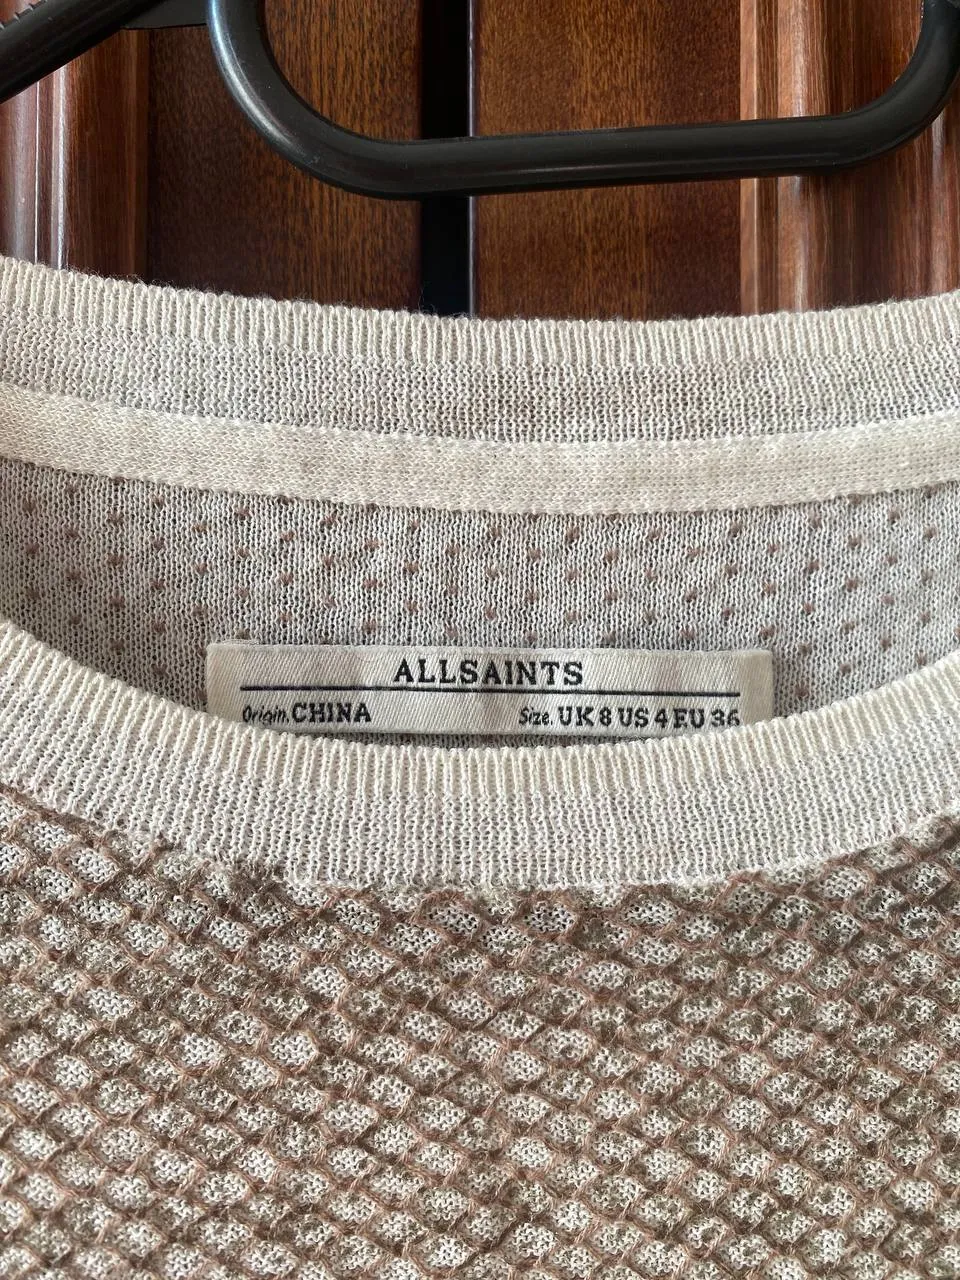 ALLSAINTS
Origin. CHINA Size. UK 8 US 4 EU 36